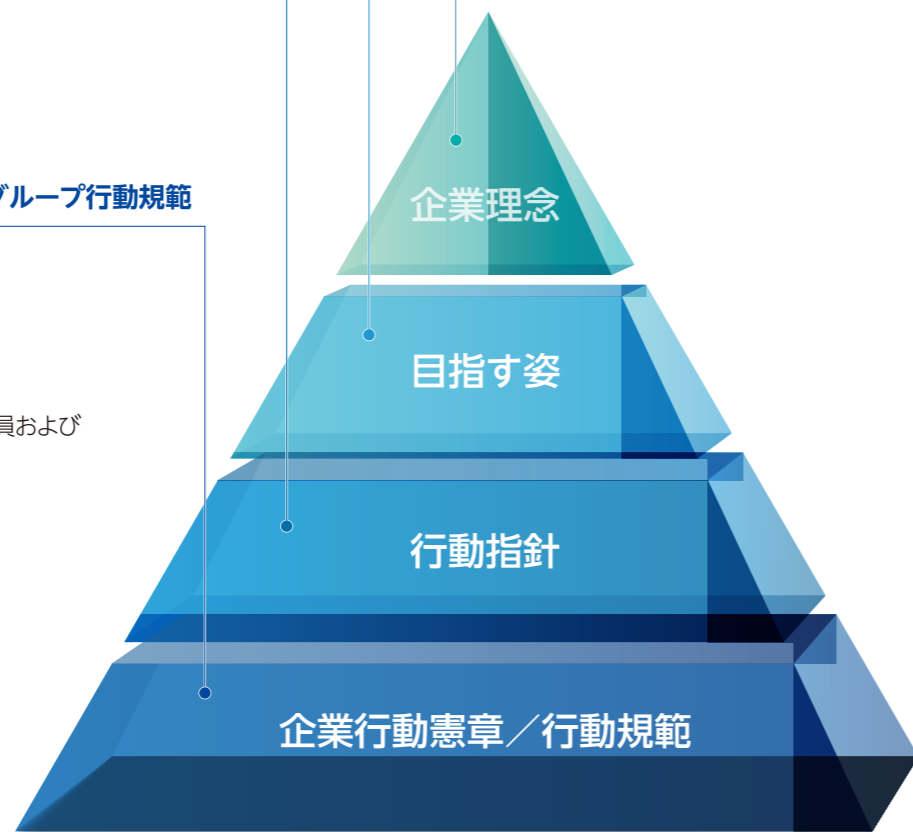 企業理念
グループ行動規範
目指す姿
員および
行動指針
企業行動憲章／行動規範